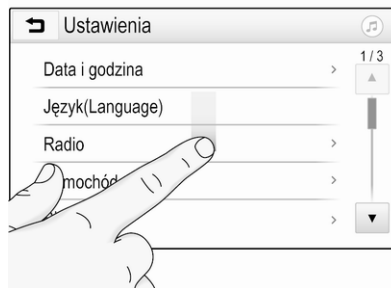 Ustawienia
1 / 3
Data i godzina
Język(Language)
Radio